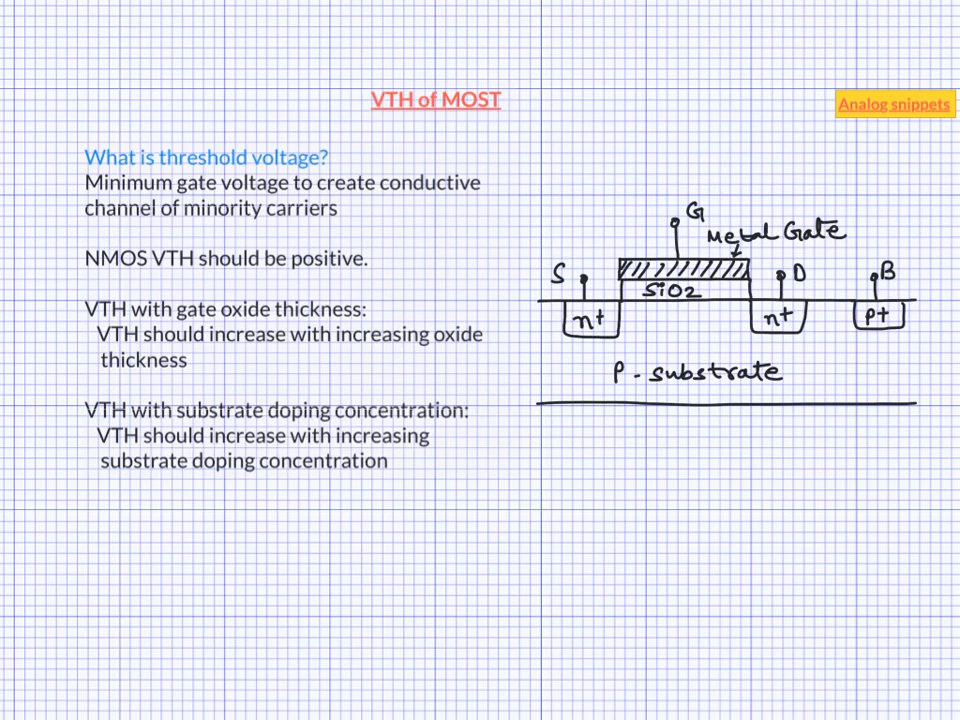 VTH of MOST
Analog snippets
What is threshold voltage?
Minimum gate voltage to create conductive
channel of minority carriers
NMOS VTH should be positive.
VTH with gate oxide thickness:
VTH should increase with increasing oxide
thickness
VTH with substrate doping concentration:
VTH should increase with increasing
substrate doping concentration
G
Metal Gate
S
D
B
SiO2
n+
n+
P+
P - substrate